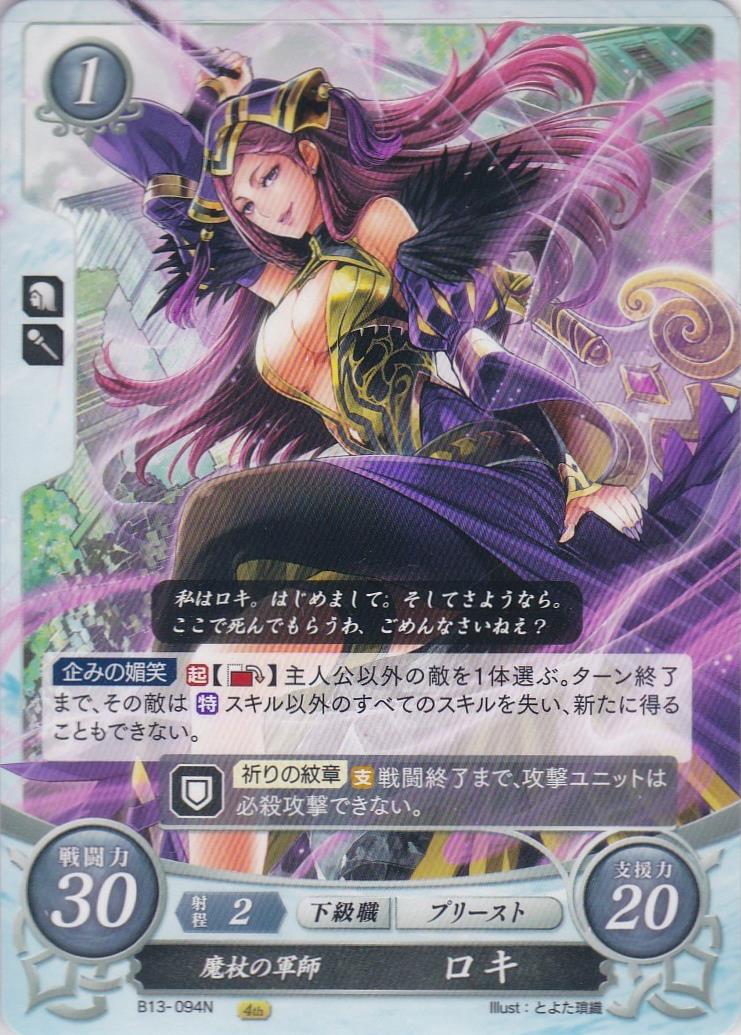 1
私はロキ。はじめまして。そしてさようなら。
ここで死んでもらうわ、ごめんなさいねえ？
企みの媚笑 起【】主人公以外の敵を1体選ぶ。ターン終了
まで、その敵は 特 スキル以外のすべてのスキルを失い、新たに得る
こともできない。
祈りの紋章 支 戦闘終了まで、攻撃ユニットは
必殺攻撃できない。
戦闘力
30
射程 2
下級職 プリースト
支援力
20
魔杖の軍師 ロキ
B13-094N 4th Illust：とよた瑣織